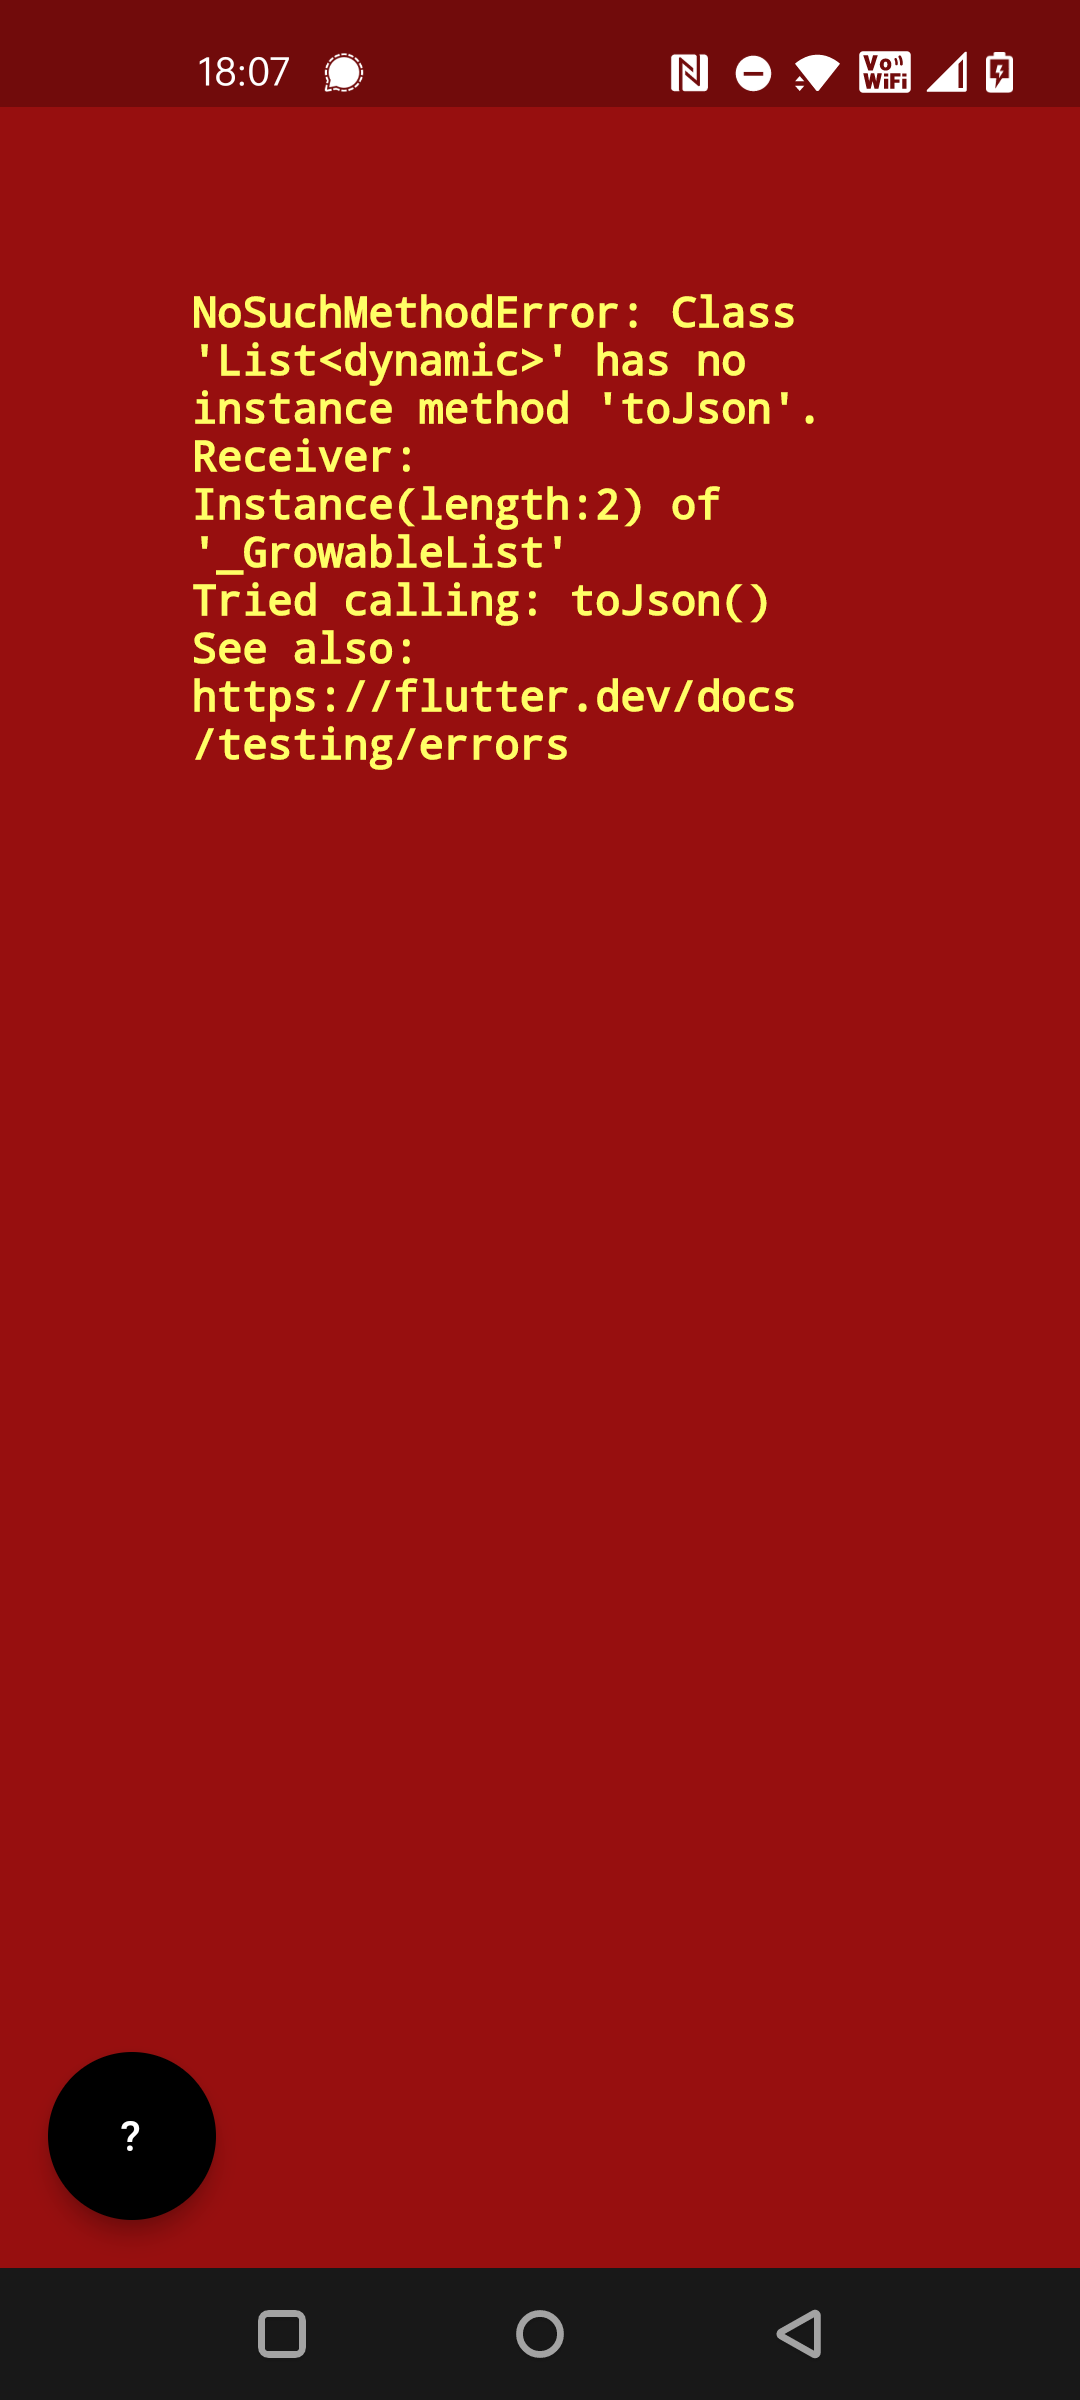 18:07
Vo
WiFi
NoSuchMethodError: Class
'List<dynamic>' has no
instance method 'toJson'.
Receiver:
Instance(length:2) of
'_GrowableList'
Tried calling: toJson()
See also:
https://flutter.dev/docs
/testing/errors
?